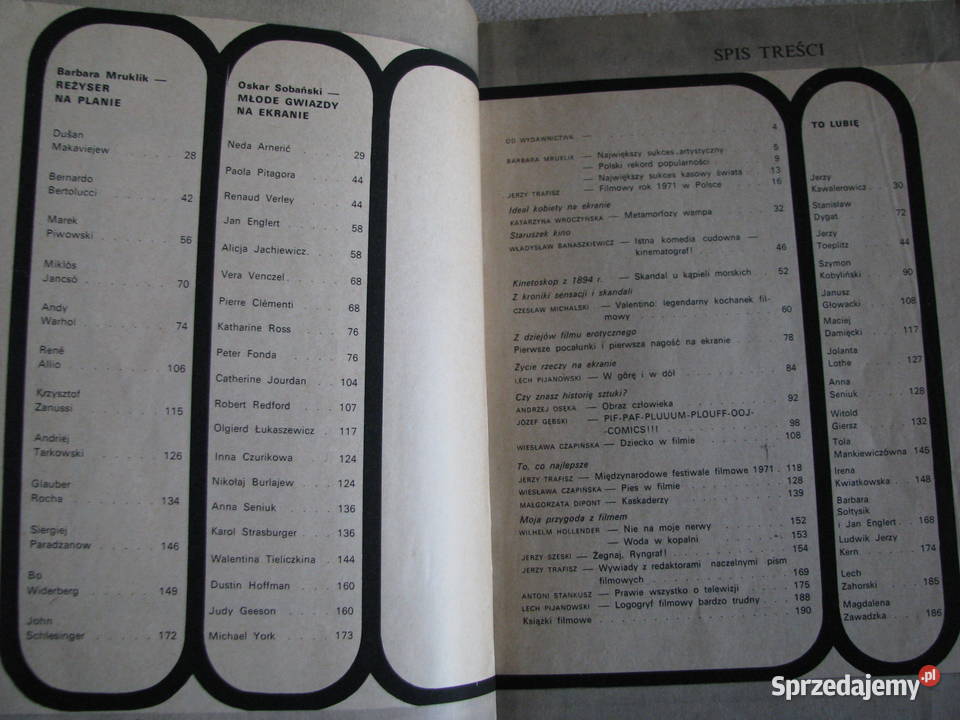 Barbara Mruklik —
REŻYSER
NA PLANIE
Dušan
Makaviejew 28
Bernardo
Bertolucci 42
Marek
Piwowski 56
Miklós
Jancsó 70
Andy
Warhol 74
René
Allio 106
Krzysztof
Zanussi 115
Andriej
Tarkowski 126
Glauber
Rocha 134
Siergiej
Paradżanow 146
Bo
Widerberg 149
John
Schlesinger 172
Oskar Sobański —
MŁODE GWIAZDY
NA EKRANIE
Neda Arnerić 29
Paola Pitagora 44
Renaud Verley 44
Jan Englert 58
Alicja Jachiewicz 58
Vera Venczel 68
Pierre Clémenti 68
Katharine Ross 76
Peter Fonda 76
Catherine Jourdan 104
Robert Redford 107
Olgierd Łukaszewicz 117
Inna Czurikowa 124
Nikołaj Burlajew 124
Anna Seniuk 136
Karol Strasburger 136
Walentina Tieliczkina 144
Dustin Hoffman 160
Judy Geeson 160
Michael York 173
SPIS TREŚCI
OD WYDAWNICTWA — 4
BARBARA MRUKLIK — Największy sukces artystyczny 5
— Polski rekord popularności 9
— Największy sukces kasowy świata 13
JERZY TRAFISZ — Filmowy rok 1971 w Polsce 16
Ideał kobiety na ekranie
KATARZYNA WROCZYŃSKA — Metamorfozy wampa 32
Staruszek kino
WŁADYSŁAW BANASZKIEWICZ — Istna komedia cudowna —
kinematograf! 46
Kinetoskop z 1894 r. — Skandal u kąpieli morskich 52
Z kroniki sensacji i skandali
CZESŁAW MICHALSKI — Valentino: legendarny kochanek fil-
mowy 60
Z dziejów filmu erotycznego
Pierwsze pocałunki i pierwsza nagość na ekranie 78
Życie rzeczy na ekranie
LECH PIJANOWSKI — W górę i w dół 84
Czy znasz historię sztuki?
ANDRZEJ OSĘKA — Obraz człowieka 92
JÓZEF GĘBSKI — PIF-PAF-PLUUUM-PLOUFF-OOJ-
-COMICS!!! 98
WIESŁAWA CZAPIŃSKA — Dziecko w filmie 108
To, co najlepsze
JERZY TRAFISZ — Międzynarodowe festiwale filmowe 1971 118
WIESŁAWA CZAPIŃSKA — Pies w filmie 128
MAŁGORZATA DIPONT — Kaskaderzy 139
Moja przygoda z filmem
WILHELM HOLLENDER — Nie na moje nerwy 152
— Woda w kopalni 153
JERZY SZESKI — Żegnaj, Ryngraf! 154
JERZY TRAFISZ — Wywiady z redaktorami naczelnymi pism
filmowych 169
ANTONI STANKUSZ — Prawie wszystko o telewizji 175
LECH PIJANOWSKI — Logogryf filmowy bardzo trudny 188
Książki filmowe 190
TO LUBIĘ
Jerzy
Kawalerowicz 30
Stanisław
Dygat 72
Jerzy
Toeplitz 44
Szymon
Kobyliński 90
Janusz
Głowacki 108
Maciej
Damięcki 117
Jolanta
Lothe 127
Anna
Seniuk 128
Witold
Giersz 132
Tola
Mankiewiczówna 145
Irena
Kwiatkowska 148
Barbara
Sołtysik
i Jan Englert 168
Ludwik Jerzy
Kern 174
Lech
Zahorski 185
Magdalena
Zawadzka 186
Sprzedajemy.pl